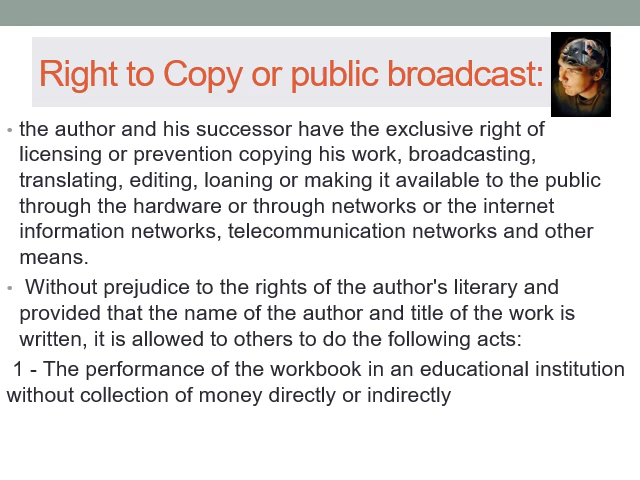 Right to Copy or public broadcast:
• the author and his successor have the exclusive right of
licensing or prevention copying his work, broadcasting,
translating, editing, loaning or making it available to the public
through the hardware or through networks or the internet
information networks, telecommunication networks and other
means.
• Without prejudice to the rights of the author's literary and
provided that the name of the author and title of the work is
written, it is allowed to others to do the following acts:
1 - The performance of the workbook in an educational institution
without collection of money directly or indirectly